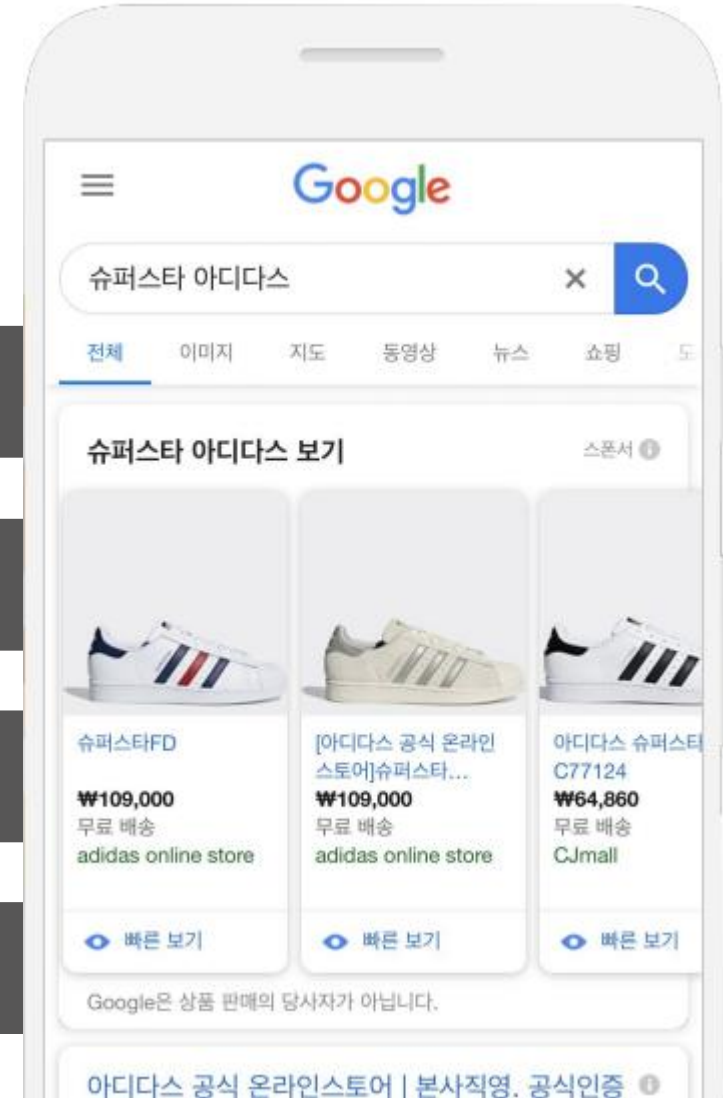 Google
슈퍼스타 아디다스
전체 이미지 지도 동영상 뉴스 쇼핑
슈퍼스타 아디다스 보기 스폰서
슈퍼스타FD
₩109,000
무료 배송
adidas online store
빠른 보기
[아디다스 공식 온라인
스토어]슈퍼스타...
₩109,000
무료 배송
adidas online store
빠른 보기
아디다스 슈퍼스타
C77124
₩64,860
무료 배송
CJmall
빠른 보기
Google은 상품 판매의 당사자가 아닙니다.
아디다스 공식 온라인스토어 | 본사직영, 공식인증